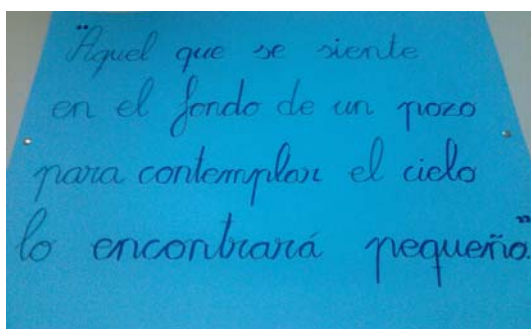 "Aquel que se siente
en el fondo de un pozo
para contemplar el cielo
lo encontrará pequeño."